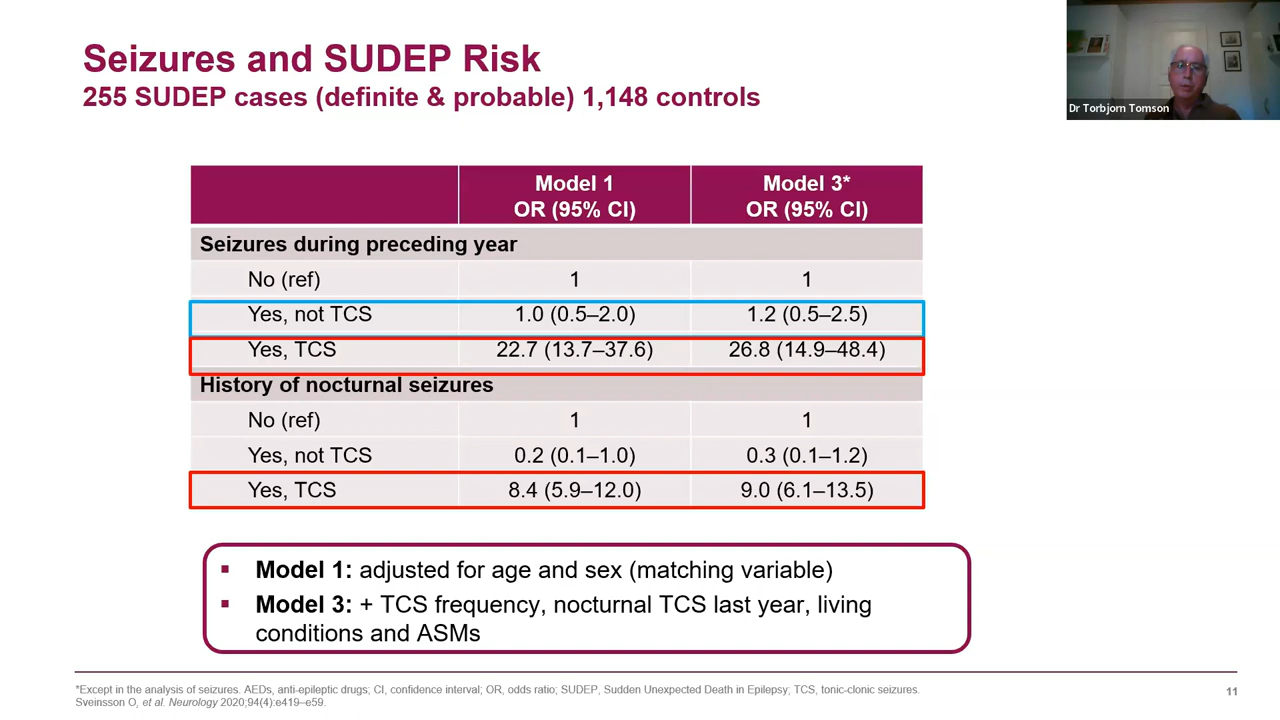 Seizures and SUDEP Risk
255 SUDEP cases (definite & probable) 1,148 controls
Dr Torbjorn Tomson
Model 1 Model 3*
OR (95% CI) OR (95% CI)
Seizures during preceding year
No (ref) 1 1
Yes, not TCS 1.0 (0.5–2.0) 1.2 (0.5–2.5)
Yes, TCS 22.7 (13.7–37.6) 26.8 (14.9–48.4)
History of nocturnal seizures
No (ref) 1 1
Yes, not TCS 0.2 (0.1–1.0) 0.3 (0.1–1.2)
Yes, TCS 8.4 (5.9–12.0) 9.0 (6.1–13.5)
▪ Model 1: adjusted for age and sex (matching variable)
▪ Model 3: + TCS frequency, nocturnal TCS last year, living
conditions and ASMs
*Except in the analysis of seizures. AEDs, anti-epileptic drugs; CI, confidence interval; OR, odds ratio; SUDEP, Sudden Unexpected Death in Epilepsy; TCS, tonic-clonic seizures.
Sveinsson O, et al. Neurology 2020;94(4):e419–e59.
11